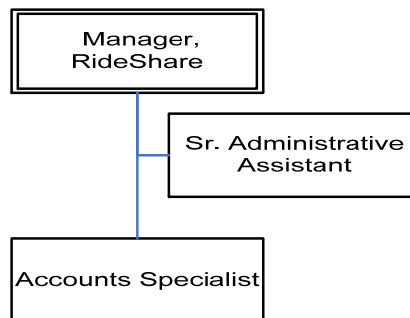 Manager,
RideShare
Sr. Administrative
Assistant
Accounts Specialist